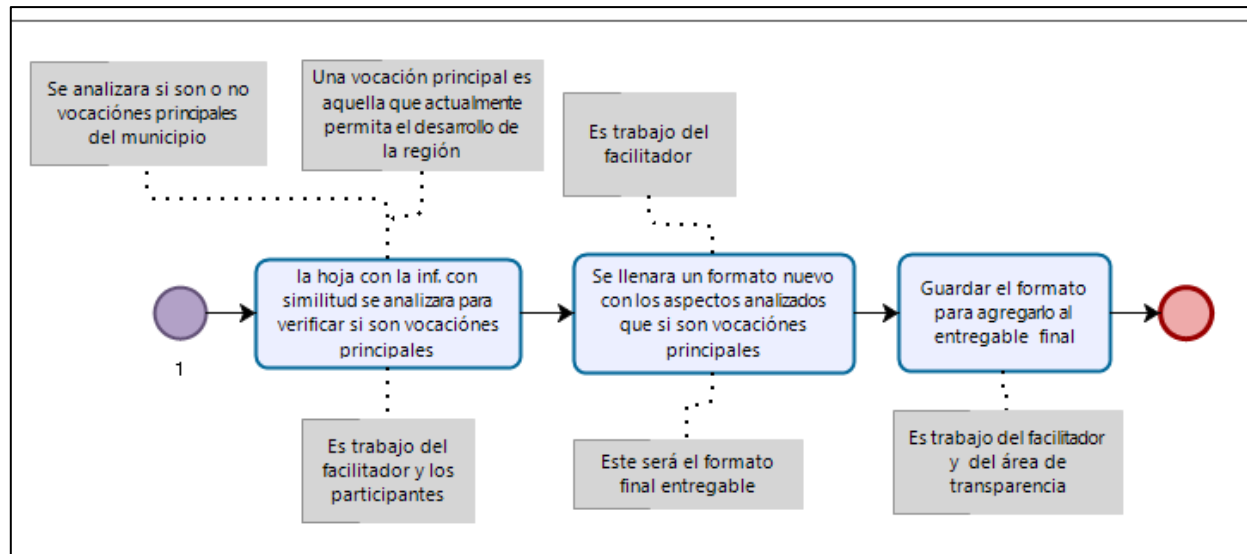 Se analizara si son o no
vocaciónes principales
del municipio
Una vocación principal es
aquella que actualmente
permita el desarrollo de
la región
Es trabajo del
facilitador
la hoja con la inf. con
similitud se analizara para
verificar si son vocaciónes
principales
Se llenara un formato nuevo
con los aspectos analizados
que si son vocaciónes
principales
Guardar el formato
para agregarlo al
entregable final
1
Es trabajo del
facilitador y los
participantes
Este será el formato
final entregable
Es trabajo del facilitador
y del área de
transparencia